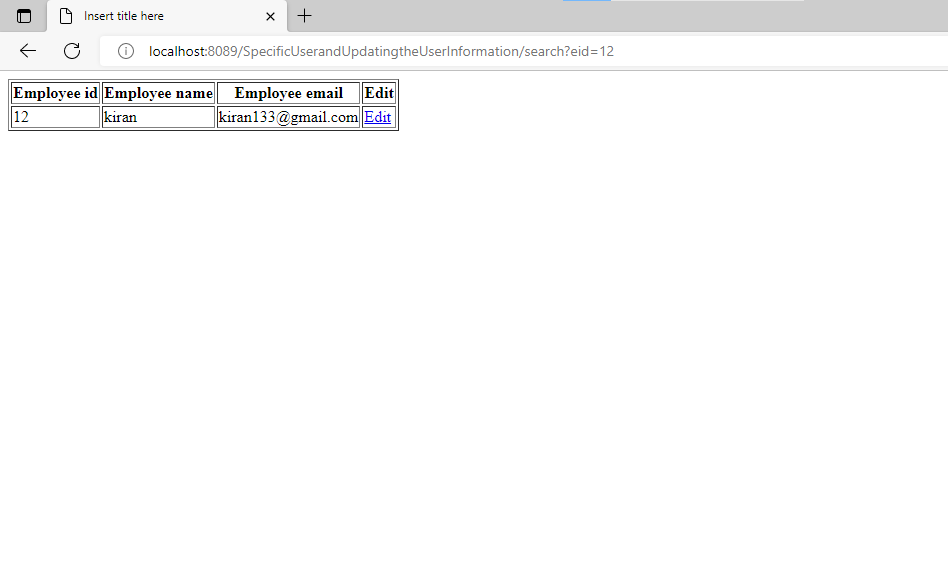 Insert title here
localhost:8089/SpecificUserandUpdatingtheUserInformation/search?eid=12
Employee id Employee name Employee email Edit
12 kiran kiran133@gmail.com Edit